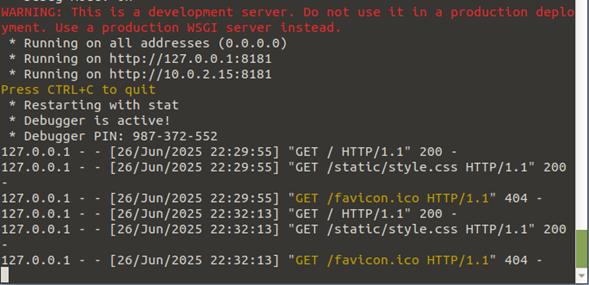 WARNING: This is a development server. Do not use it in a production deplo
yment. Use a production WSGI server instead.
 * Running on all addresses (0.0.0.0)
 * Running on http://127.0.0.1:8181
 * Running on http://10.0.2.15:8181
Press CTRL+C to quit
 * Restarting with stat
 * Debugger is active!
 * Debugger PIN: 987-372-552
127.0.0.1 - - [26/Jun/2025 22:29:55] "GET / HTTP/1.1" 200 -
127.0.0.1 - - [26/Jun/2025 22:29:55] "GET /static/style.css HTTP/1.1" 200
-
127.0.0.1 - - [26/Jun/2025 22:29:55] "GET /favicon.ico HTTP/1.1" 404 -
127.0.0.1 - - [26/Jun/2025 22:32:13] "GET / HTTP/1.1" 200 -
127.0.0.1 - - [26/Jun/2025 22:32:13] "GET /static/style.css HTTP/1.1" 200
-
127.0.0.1 - - [26/Jun/2025 22:32:13] "GET /favicon.ico HTTP/1.1" 404 -